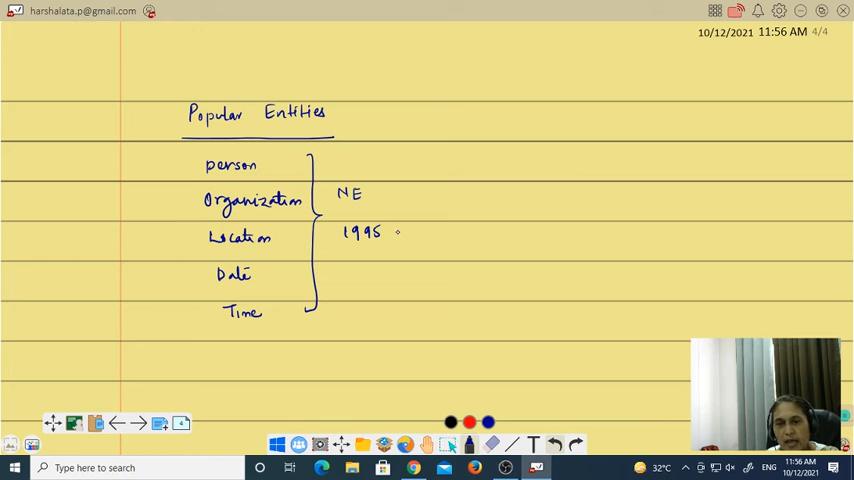 harshalata.p@gmail.com
10/12/2021 11:56 AM 4/4
Popular Entities
person
Organization NE
Location 1995
Date
Time
4
T
Type here to search
32°C ENG 11:56 AM
10/12/2021